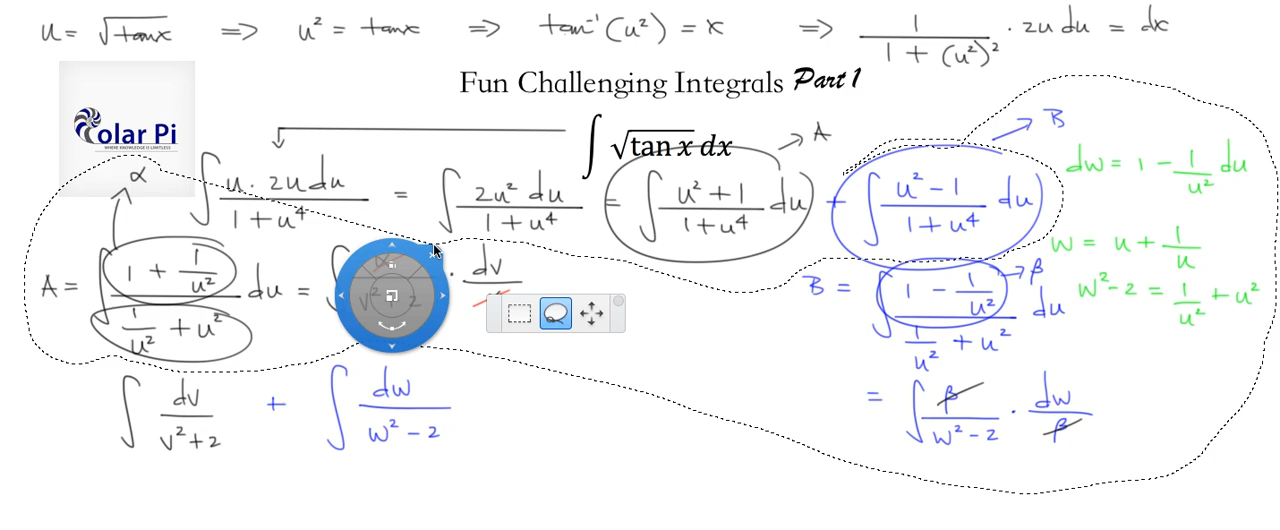 u = √tanx ⇒ u² = tanx ⇒ tan⁻¹(u²) = x ⇒ 1/(1 + (u²)²) · 2u du = dx
Fun Challenging Integrals Part 1
olar Pi
WHERE KNOWLEDGE IS LIMITLESS
∫ √tan x dx
→ A
→ B
α
∫ (u · 2u du)/(1 + u⁴) = ∫ (2u² du)/(1 + u⁴) = ∫ (u² + 1)/(1 + u⁴) du + ∫ (u² − 1)/(1 + u⁴) du
dw = 1 − 1/u² du
w = u + 1/u
w² − 2 = 1/u² + u²
A = ∫ (1 + 1/u²)/(1/u² + u²) du = ∫ · dv
B = ∫ (1 − 1/u²)/(1/u² + u²) du → β
∫ dv/(v² + 2) + ∫ dw/(w² − 2)
= ∫ β/(w² − 2) · dw/β